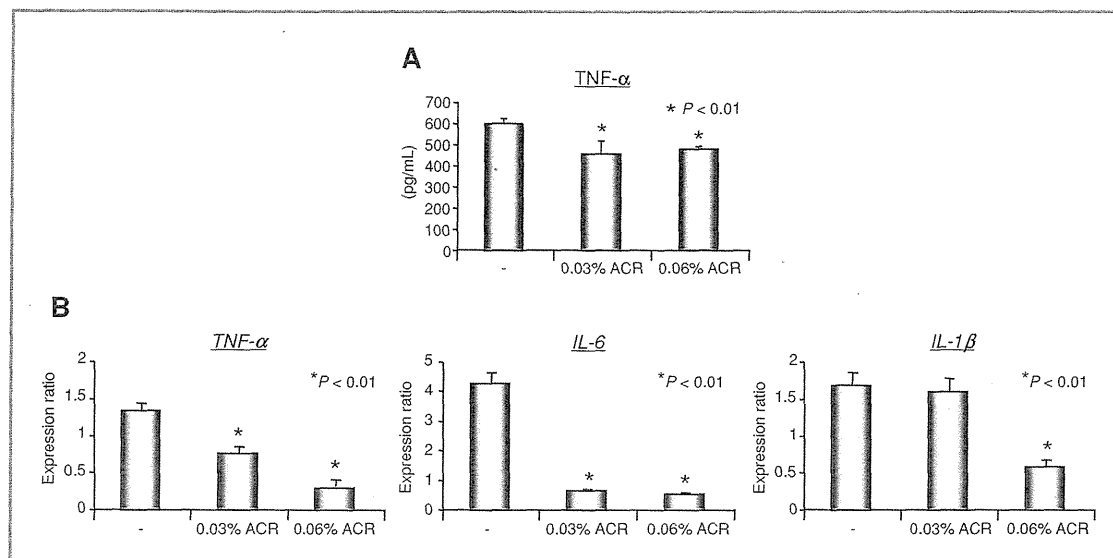 A
TNF-α
* P < 0.01
(pg/mL)
700
600
500
400
300
200
100
0
*
*
-
0.03% ACR
0.06% ACR
B
TNF-α
*P < 0.01
Expression ratio
2
1.5
1
0.5
0
*
*
-
0.03% ACR
0.06% ACR
IL-6
*P < 0.01
Expression ratio
5
4
3
2
1
0
*
*
-
0.03% ACR
0.06% ACR
IL-1β
*P < 0.01
Expression ratio
2
1.5
1
0.5
0
*
-
0.03% ACR
0.06% ACR